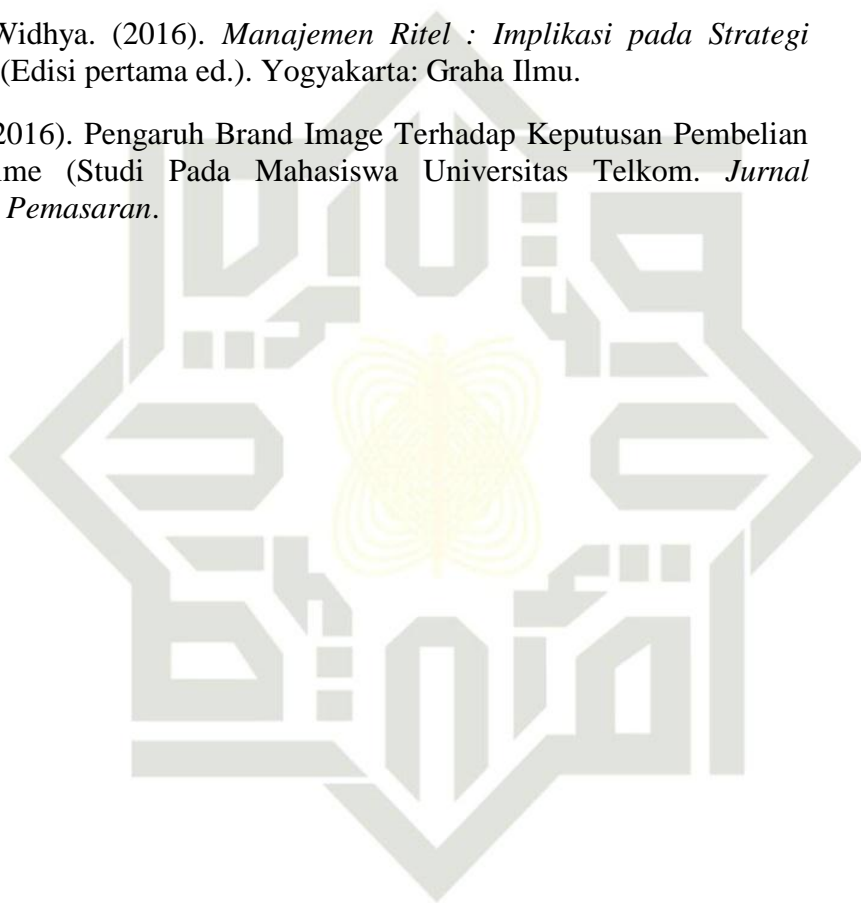 Widhya. (2016). Manajemen Ritel : Implikasi pada Strategi
(Edisi pertama ed.). Yogyakarta: Graha Ilmu.
2016). Pengaruh Brand Image Terhadap Keputusan Pembelian
me (Studi Pada Mahasiswa Universitas Telkom. Jurnal
Pemasaran.